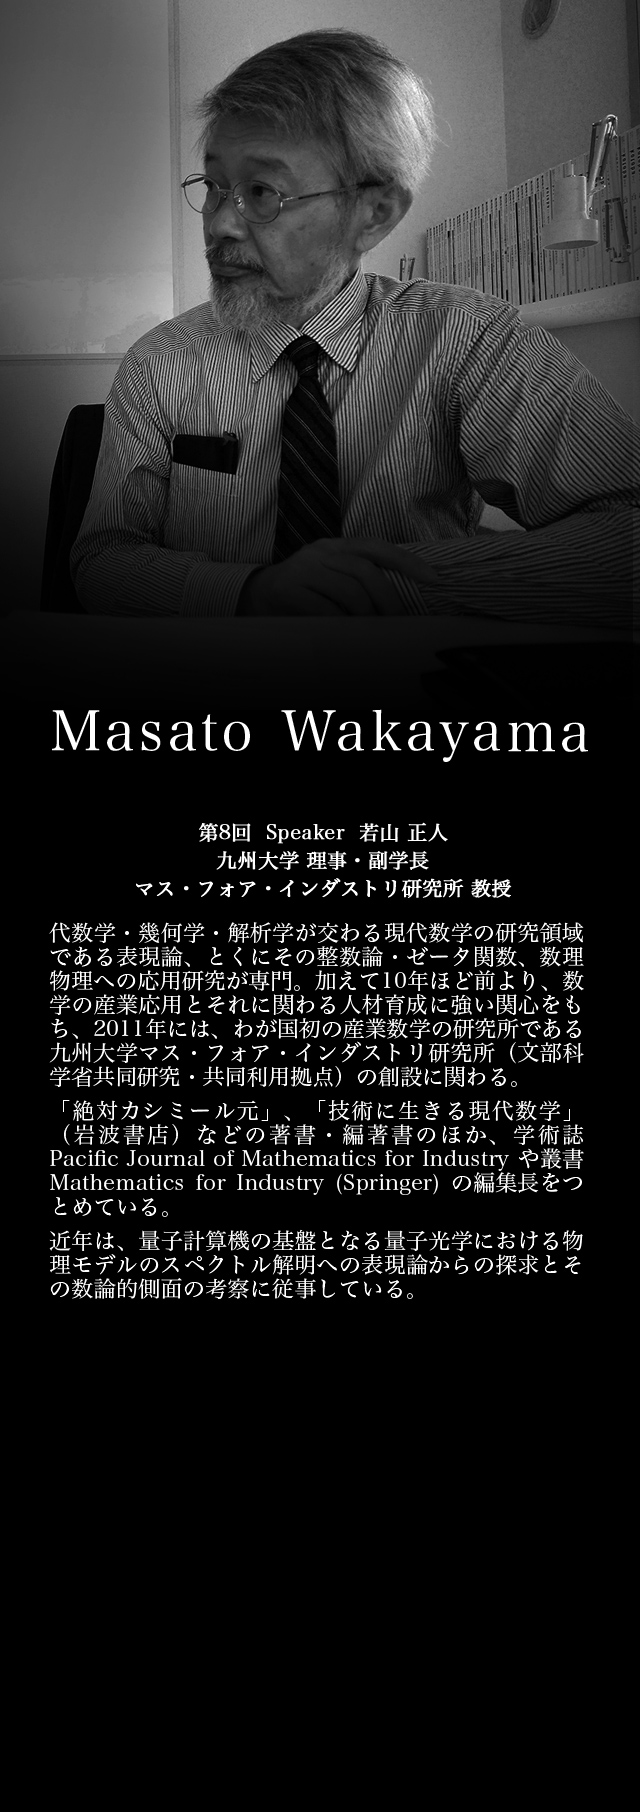 Masato Wakayama
第8回 Speaker 若山 正人
九州大学 理事・副学長
マス・フォア・インダストリ研究所 教授
代数学・幾何学・解析学が交わる現代数学の研究領域
である表現論、とくにその整数論・ゼータ関数、数理
物理への応用研究が専門。加えて10年ほど前より、数
学の産業応用とそれに関わる人材育成に強い関心をも
ち、2011年には、わが国初の産業数学の研究所である
九州大学マス・フォア・インダストリ研究所（文部科
学省共同研究・共同利用拠点）の創設に関わる。
「絶対カシミール元」、「技術に生きる現代数学」
（岩波書店）などの著書・編著書のほか、学術誌
Pacific Journal of Mathematics for Industry や叢書
Mathematics for Industry (Springer) の編集長をつ
とめている。
近年は、量子計算機の基盤となる量子光学における物
理モデルのスペクトル解明への表現論からの探求とそ
の数論的側面の考察に従事している。